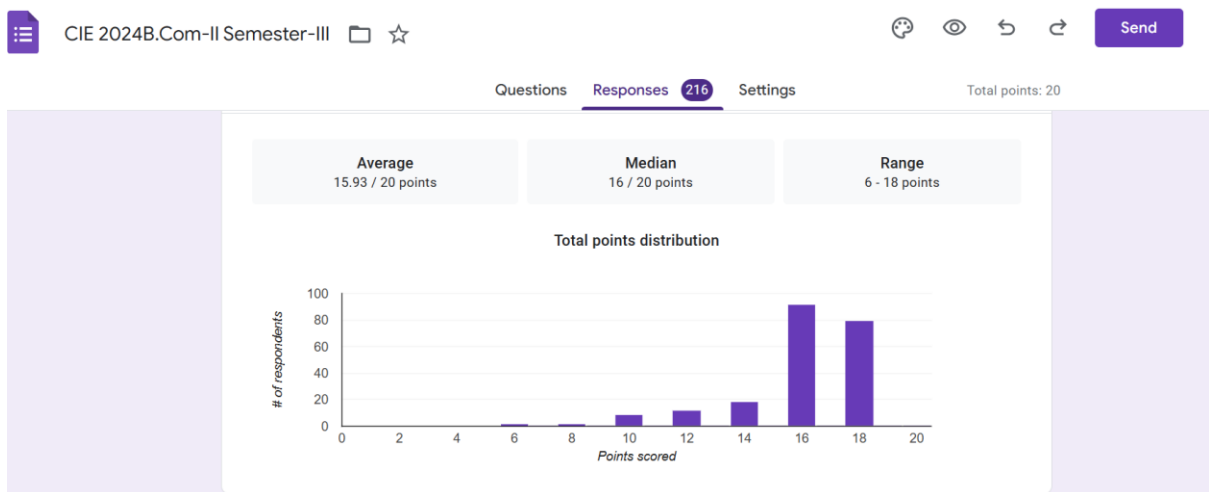 CIE 2024B.Com-II Semester-III
Send
Questions Responses 216 Settings Total points: 20
Average Median Range
15.93 / 20 points 16 / 20 points 6 - 18 points
Total points distribution
# of respondents
100
80
60
40
20
0
0 2 4 6 8 10 12 14 16 18 20
Points scored